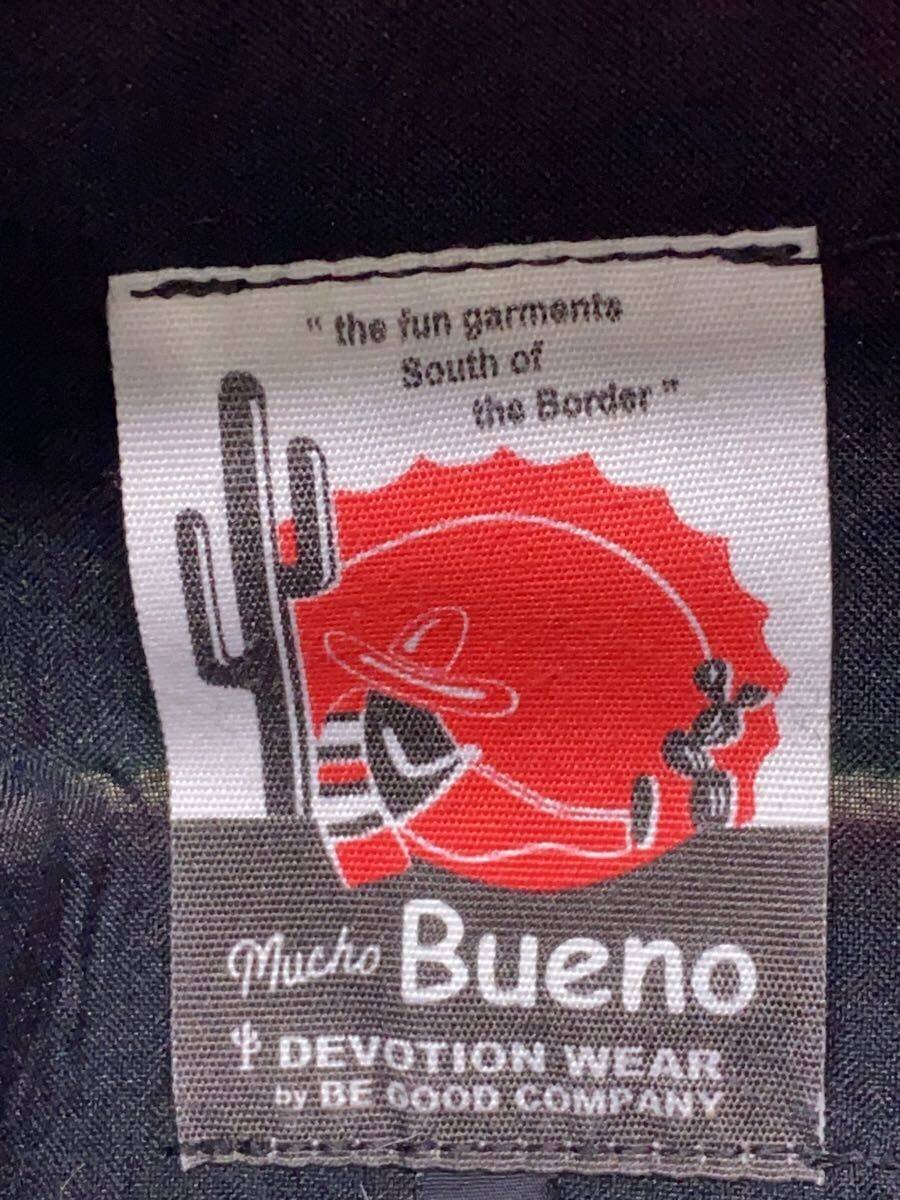 " the fun garments
South of
the Border "
Mucho Bueno
DEVOTION WEAR
by BE GOOD COMPANY